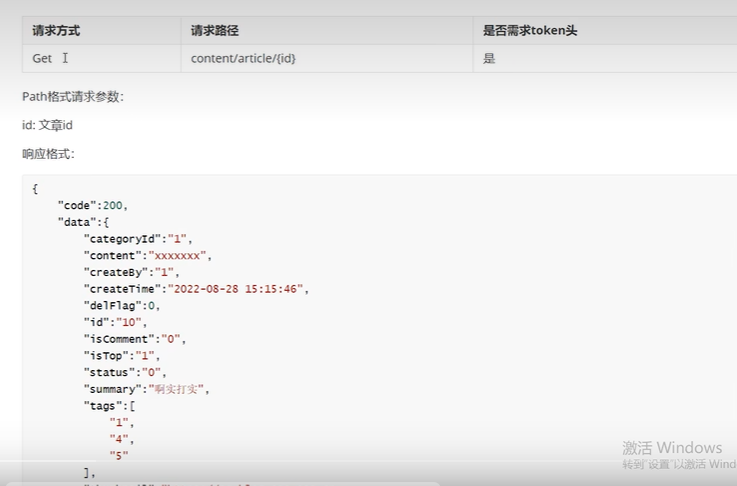 请求方式 请求路径 是否需求token头
Get content/article/{id} 是
Path格式请求参数:
id: 文章id
响应格式:
{
"code":200,
"data":{
"categoryId":"1",
"content":"xxxxxxx",
"createBy":"1",
"createTime":"2022-08-28 15:15:46",
"delFlag":0,
"id":"10",
"isComment":"0",
"isTop":"1",
"status":"0",
"summary":"啊实打实",
"tags":[
"1",
"4",
"5"
],
激活 Windows
转到"设置"以激活 Wind